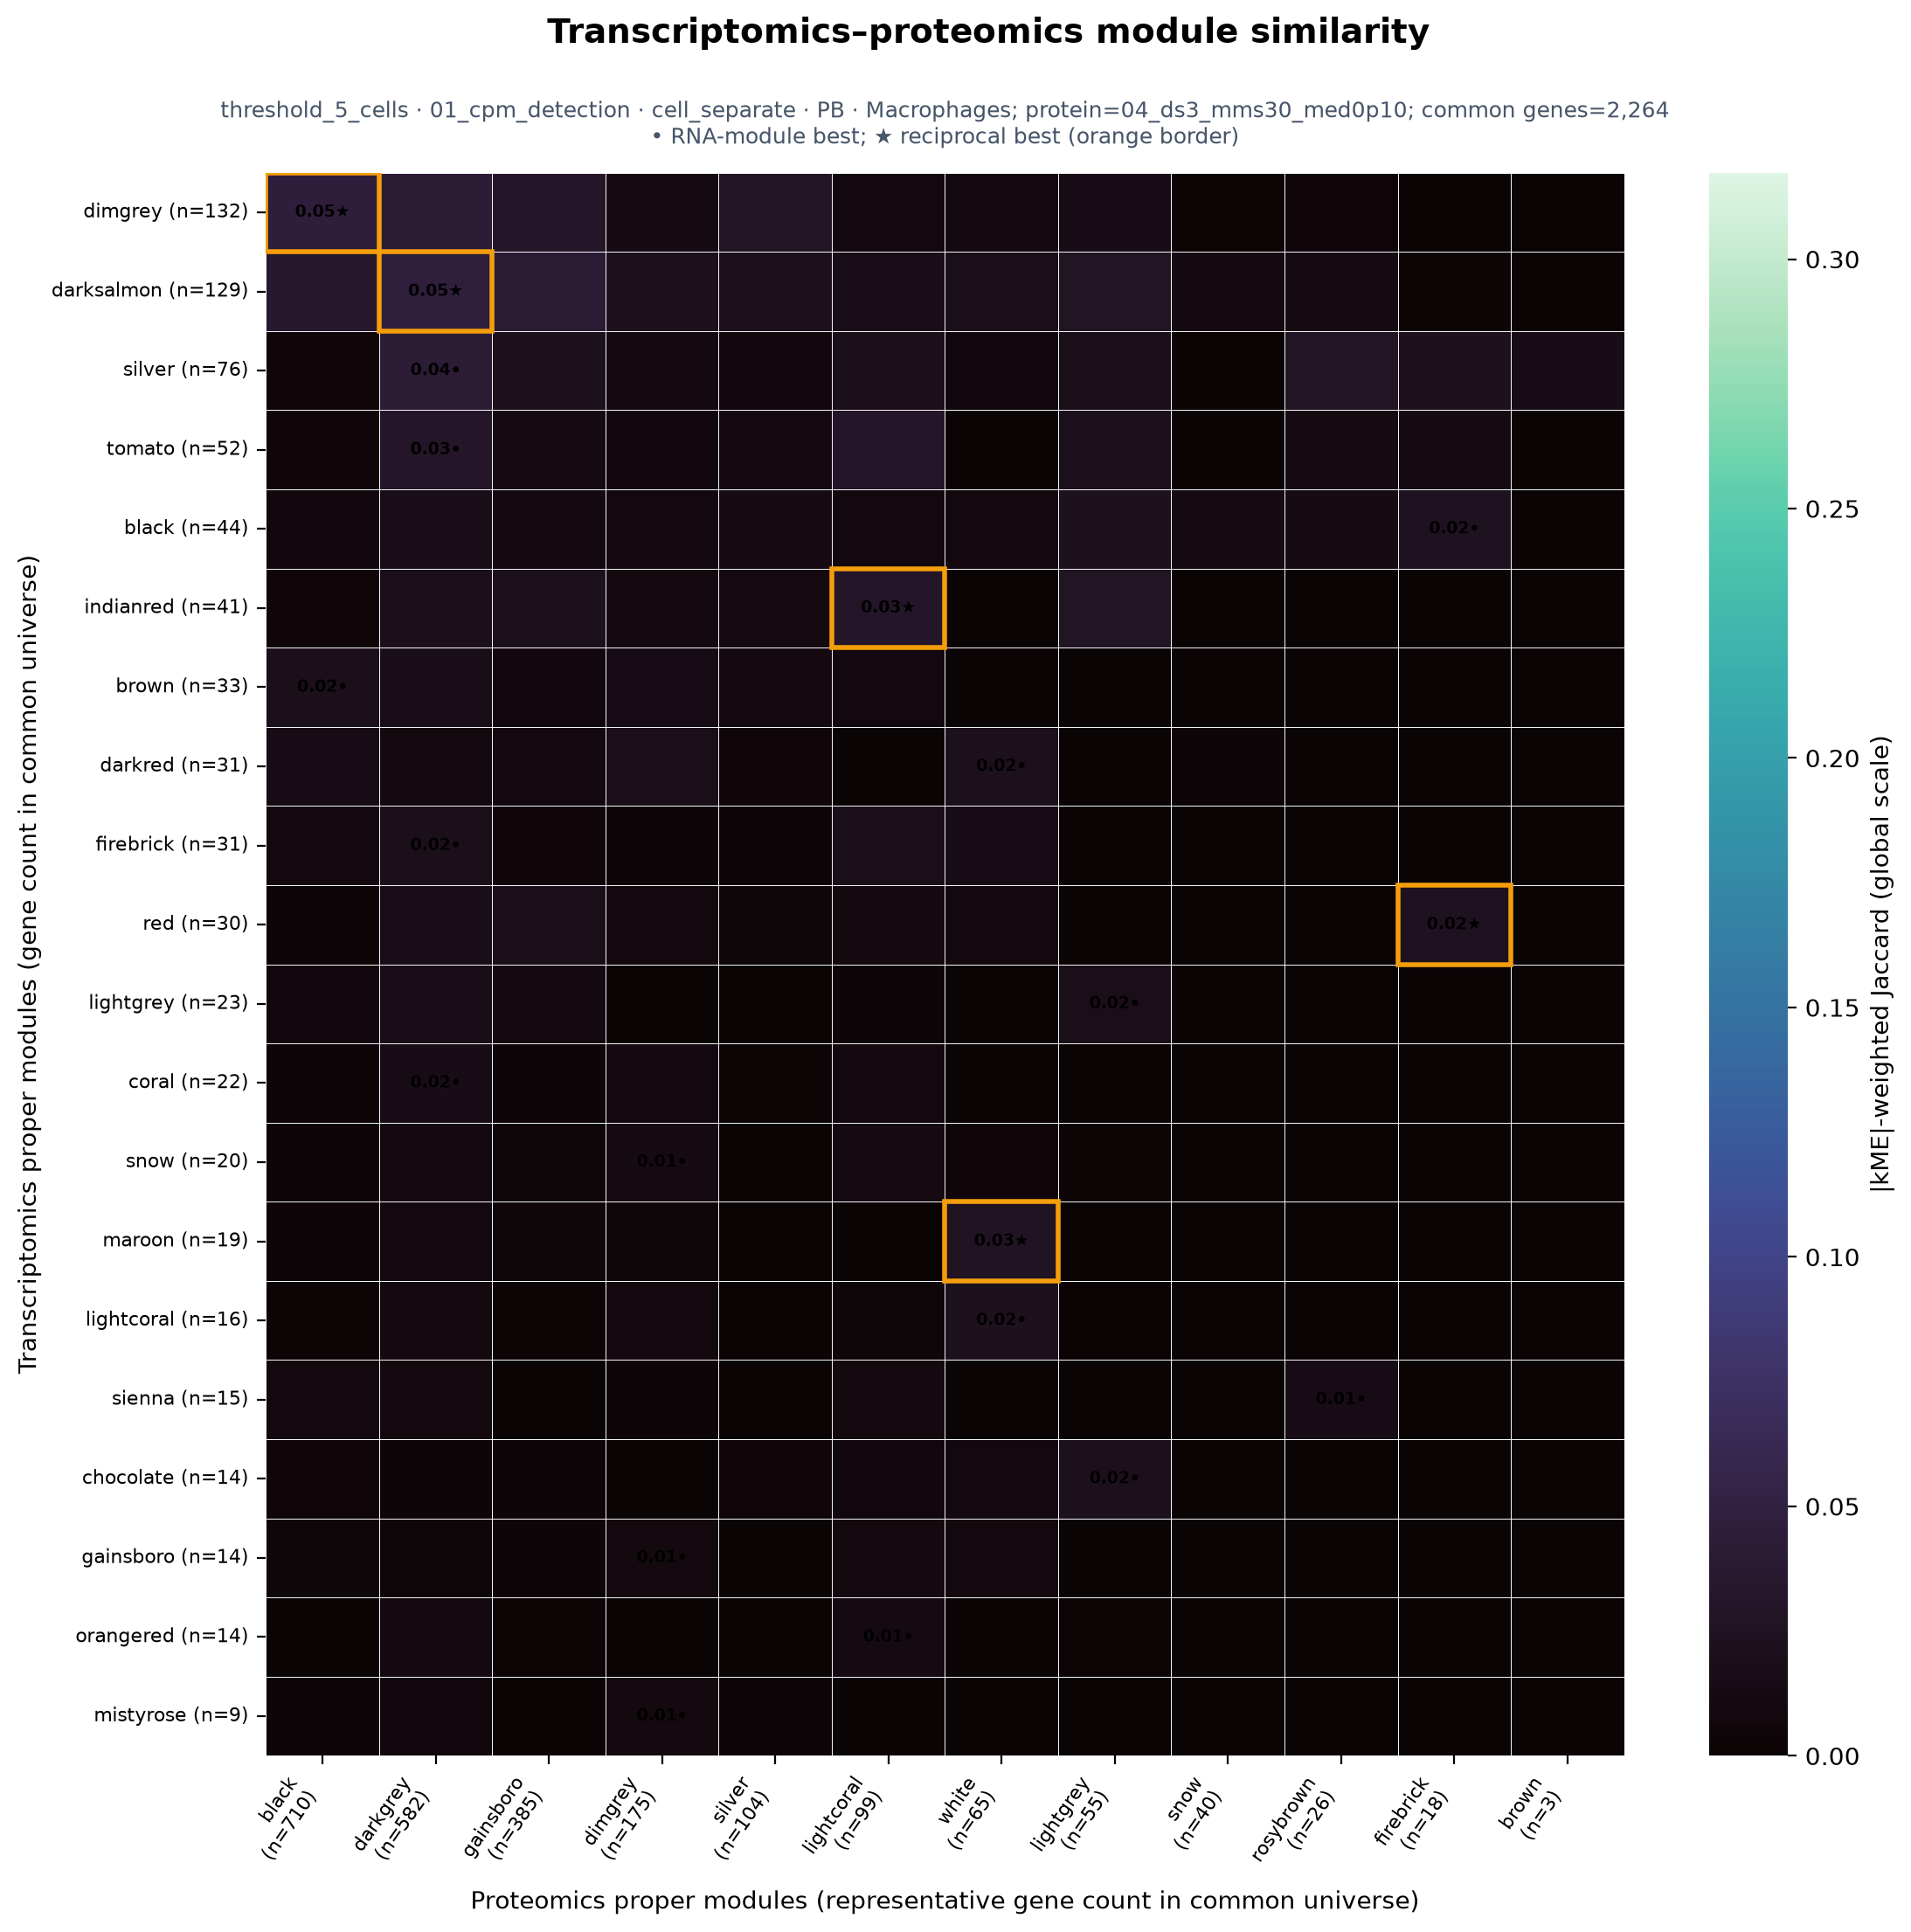 Transcriptomics–proteomics module similarity
threshold_5_cells · 01_cpm_detection · cell_separate · PB · Macrophages; protein=04_ds3_mms30_med0p10; common genes=2,264
• RNA-module best; ★ reciprocal best (orange border)
Transcriptomics proper modules (gene count in common universe)
dimgrey (n=132)
0.05★
darksalmon (n=129)
0.05★
silver (n=76)
0.04•
tomato (n=52)
0.03•
black (n=44)
0.02•
indianred (n=41)
0.03★
brown (n=33)
0.02•
darkred (n=31)
0.02•
firebrick (n=31)
0.02•
red (n=30)
0.02★
lightgrey (n=23)
0.02•
coral (n=22)
0.02•
snow (n=20)
0.01•
maroon (n=19)
0.03★
lightcoral (n=16)
0.02•
sienna (n=15)
0.01•
chocolate (n=14)
0.02•
gainsboro (n=14)
0.01•
orangered (n=14)
0.01•
mistyrose (n=9)
0.01•
black
(n=710)
darkgrey
(n=582)
gainsboro
(n=385)
dimgrey
(n=175)
silver
(n=104)
lightcoral
(n=99)
white
(n=65)
lightgrey
(n=55)
snow
(n=40)
rosybrown
(n=26)
firebrick
(n=18)
brown
(n=3)
Proteomics proper modules (representative gene count in common universe)
0.30
0.25
0.20
0.15
0.10
0.05
0.00
|kME|-weighted Jaccard (global scale)